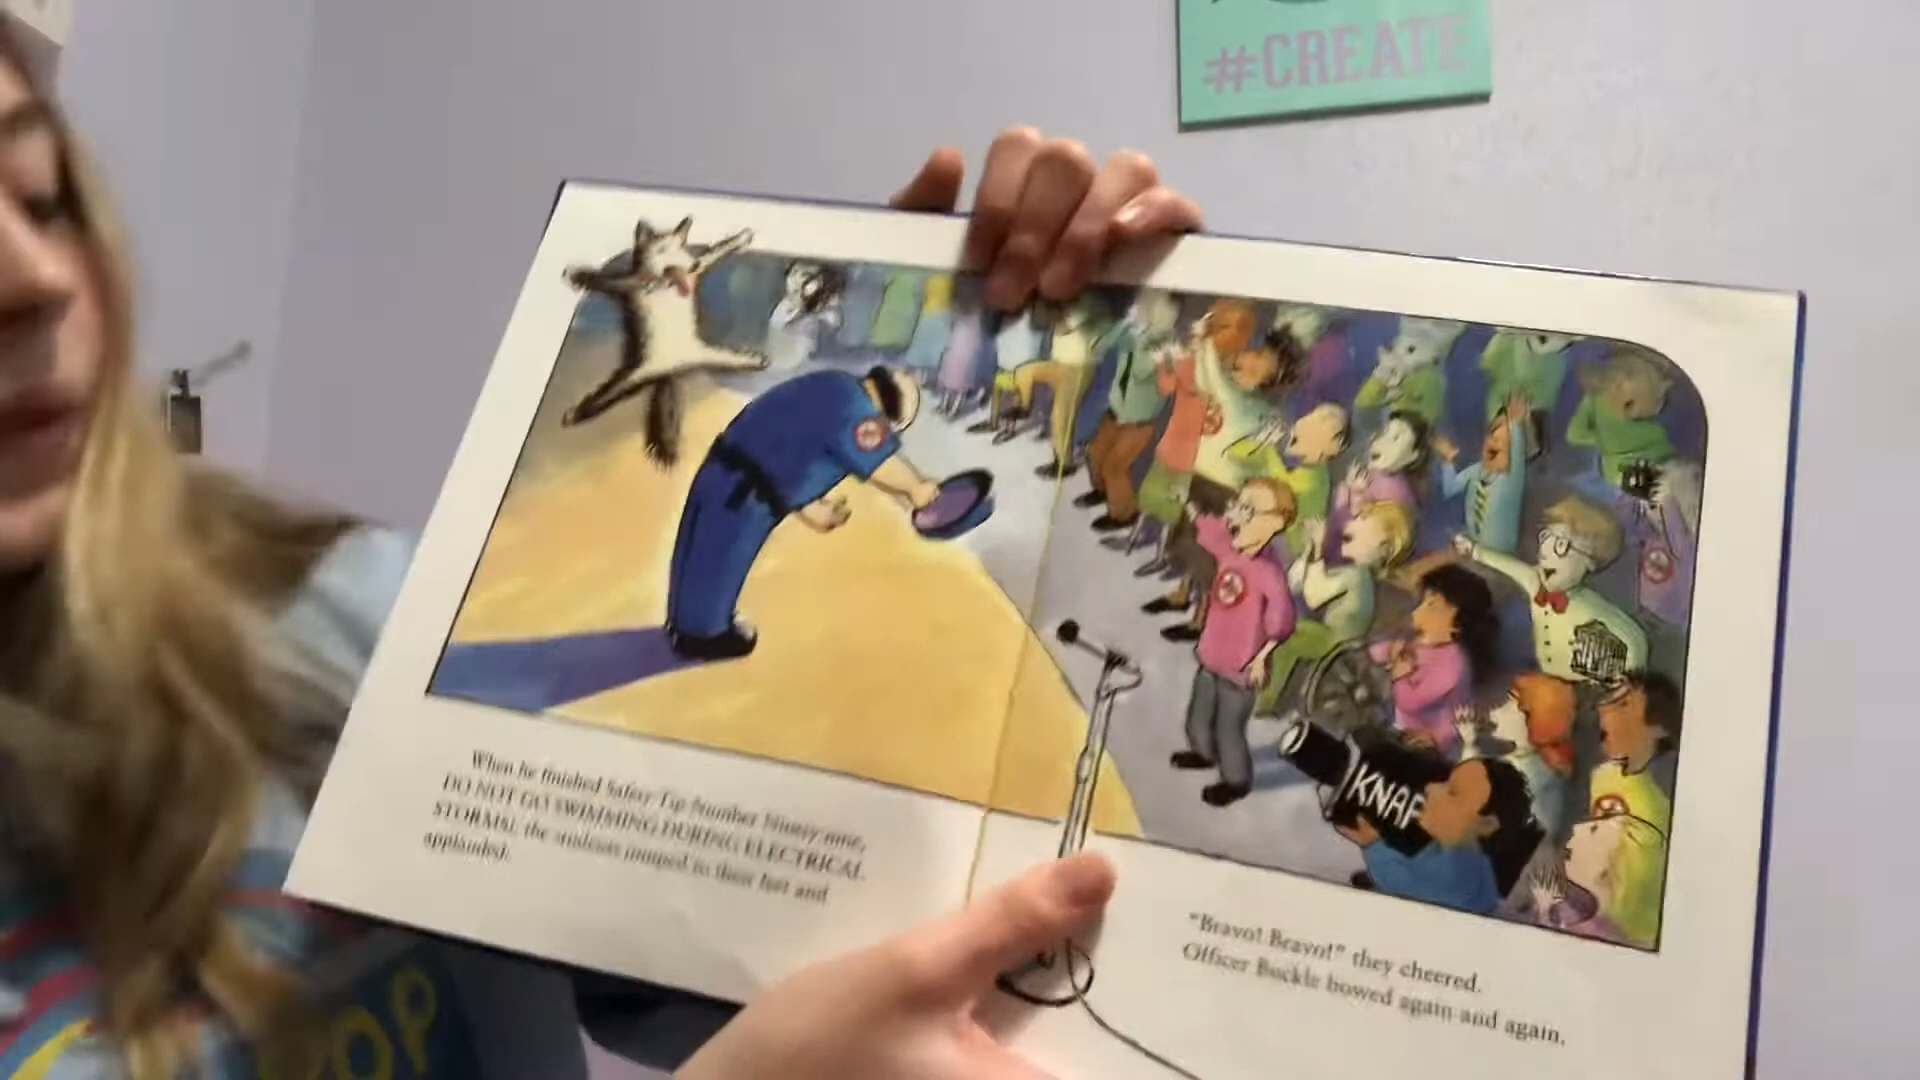 #CREATE
KNAP
When he finished Safety Tip Number Ninety-nine,
DO NOT GO SWIMMING DURING ELECTRICAL
STORMS!, the students jumped to their feet and
applauded.
"Bravo! Bravo!" they cheered.
Officer Buckle bowed again and again.